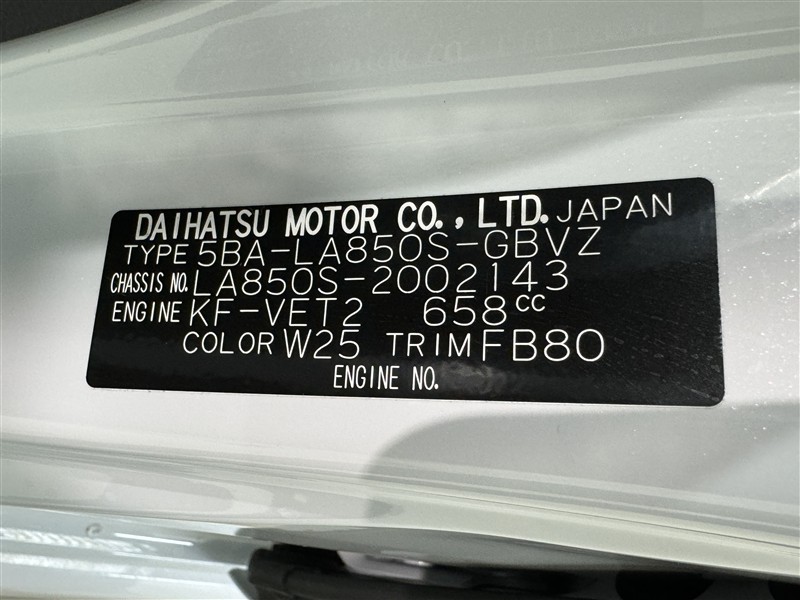 DAIHATSU MOTOR CO., LTD. JAPAN
TYPE 5BA-LA850S-GBVZ
CHASSIS NO. LA850S-2002143
ENGINE KF-VET2 658cc
COLOR W25 TRIM FB80
ENGINE NO.